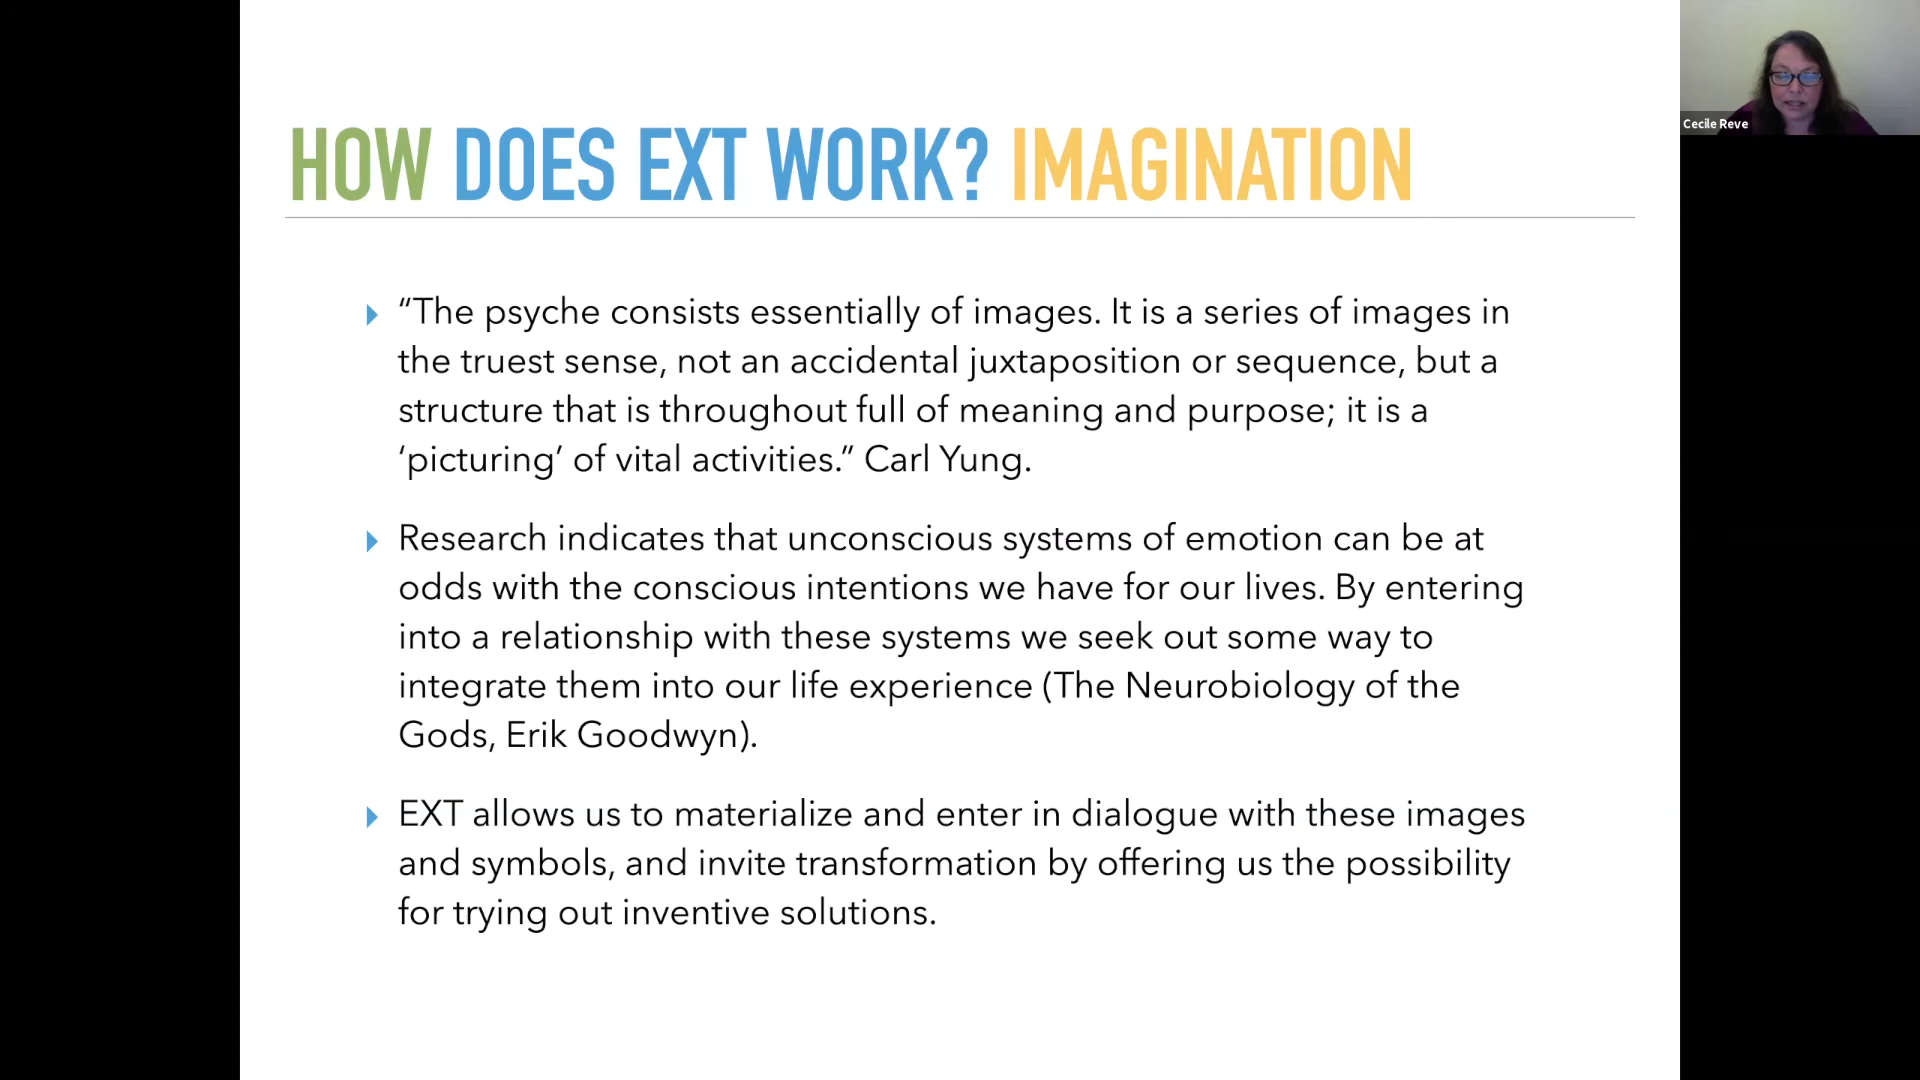 HOW DOES EXT WORK? IMAGINATION
Cecile Reve
“The psyche consists essentially of images. It is a series of images in
the truest sense, not an accidental juxtaposition or sequence, but a
structure that is throughout full of meaning and purpose; it is a
‘picturing’ of vital activities.” Carl Yung.
Research indicates that unconscious systems of emotion can be at
odds with the conscious intentions we have for our lives. By entering
into a relationship with these systems we seek out some way to
integrate them into our life experience (The Neurobiology of the
Gods, Erik Goodwyn).
EXT allows us to materialize and enter in dialogue with these images
and symbols, and invite transformation by offering us the possibility
for trying out inventive solutions.